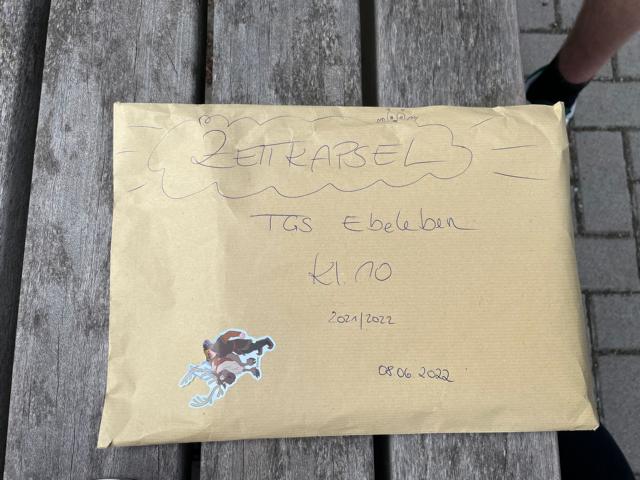 ZEITKAPSEL
TGS Ebeleben
Kl. 10
2021/2022
08.06.2022